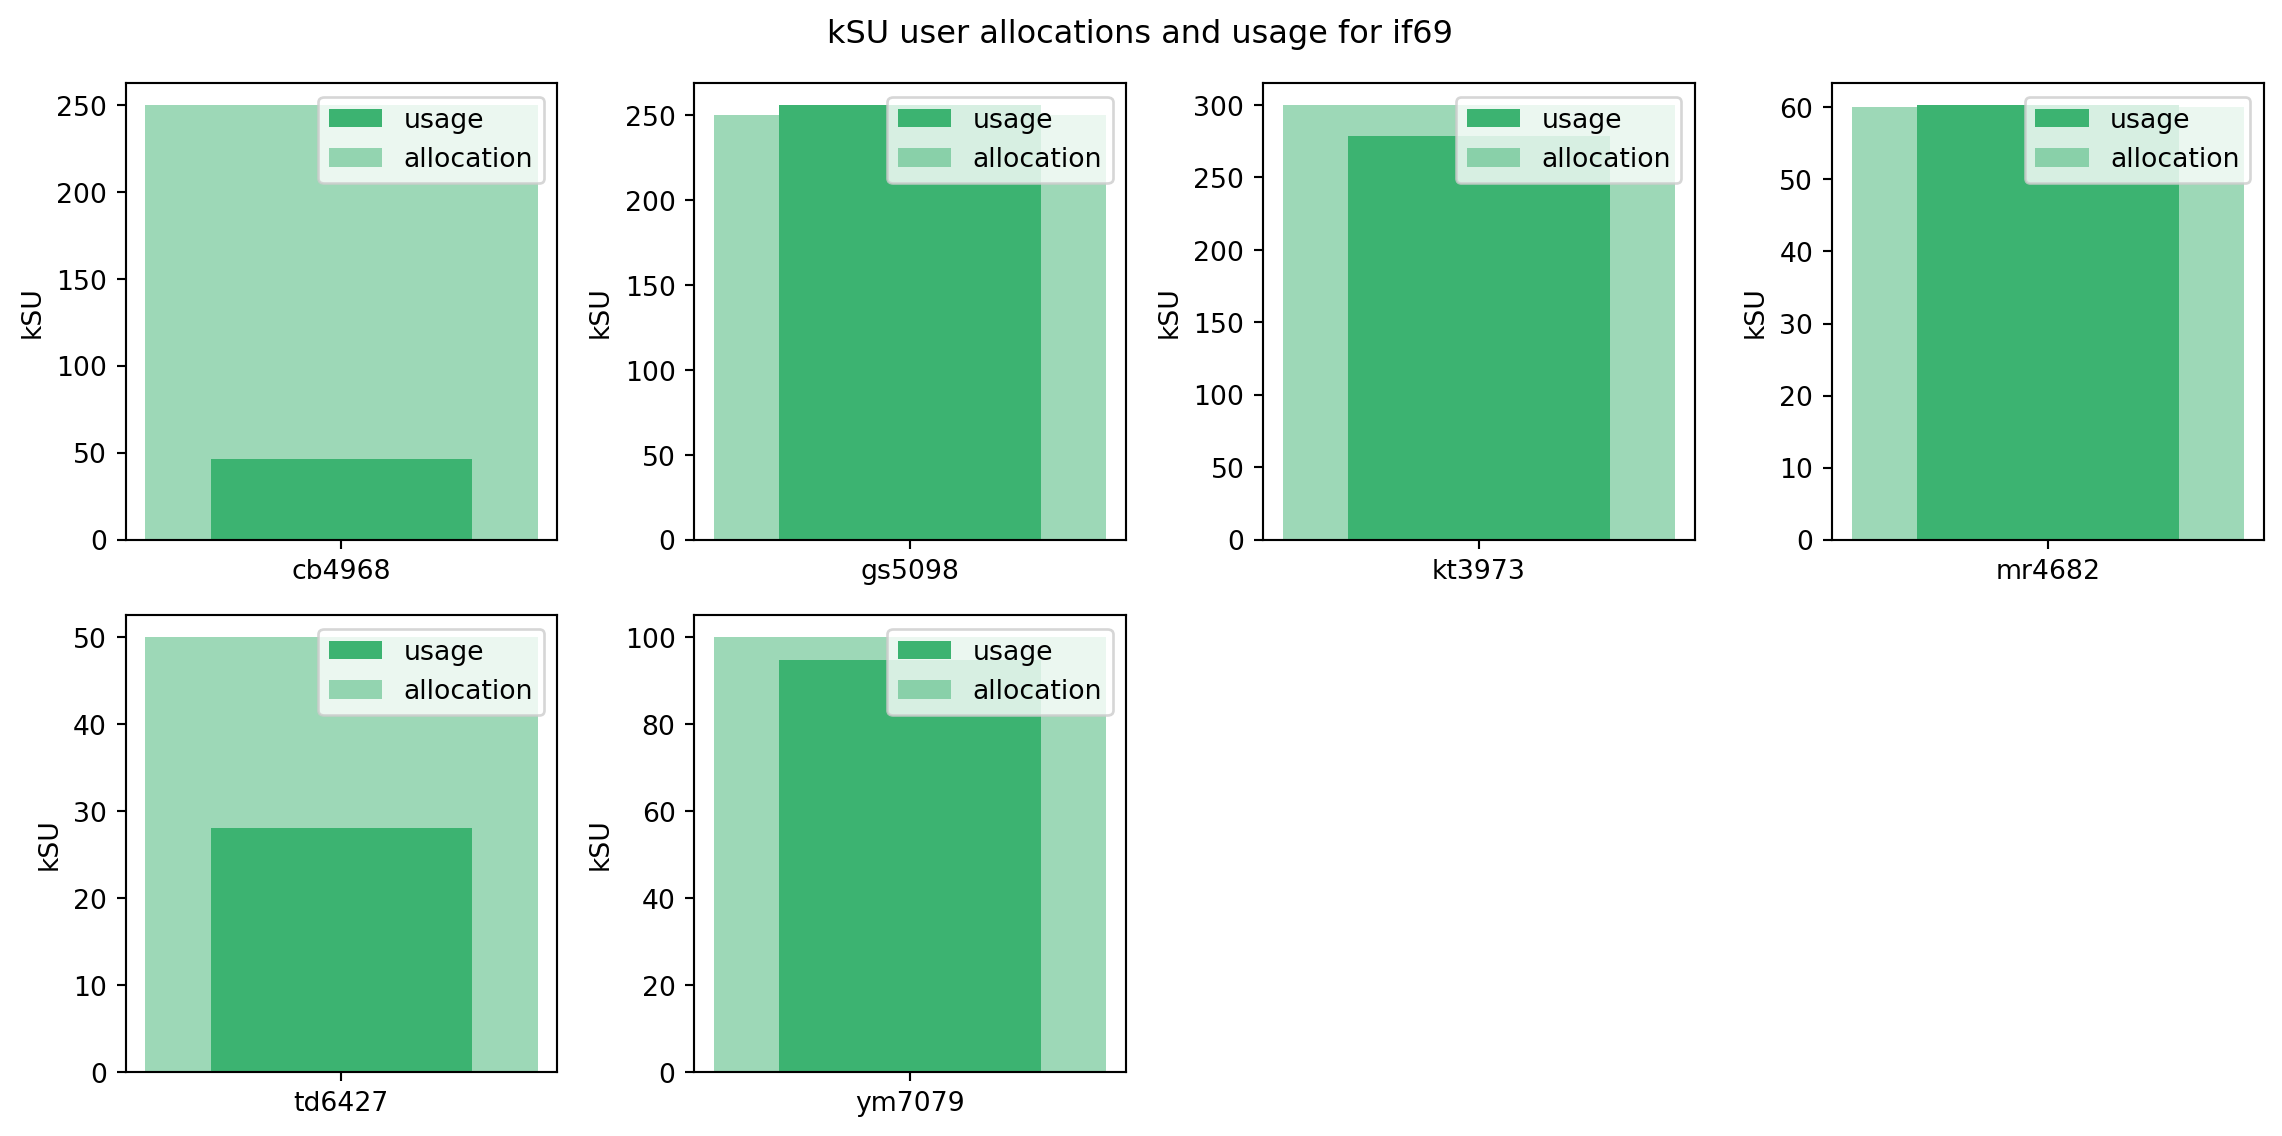 kSU user allocations and usage for if69
250
200
150
100
50
0
kSU
usage
allocation
cb4968
250
200
150
100
50
0
kSU
usage
allocation
gs5098
300
250
200
150
100
50
0
kSU
usage
allocation
kt3973
60
50
40
30
20
10
0
kSU
usage
allocation
mr4682
50
40
30
20
10
0
kSU
usage
allocation
td6427
100
80
60
40
20
0
kSU
usage
allocation
ym7079